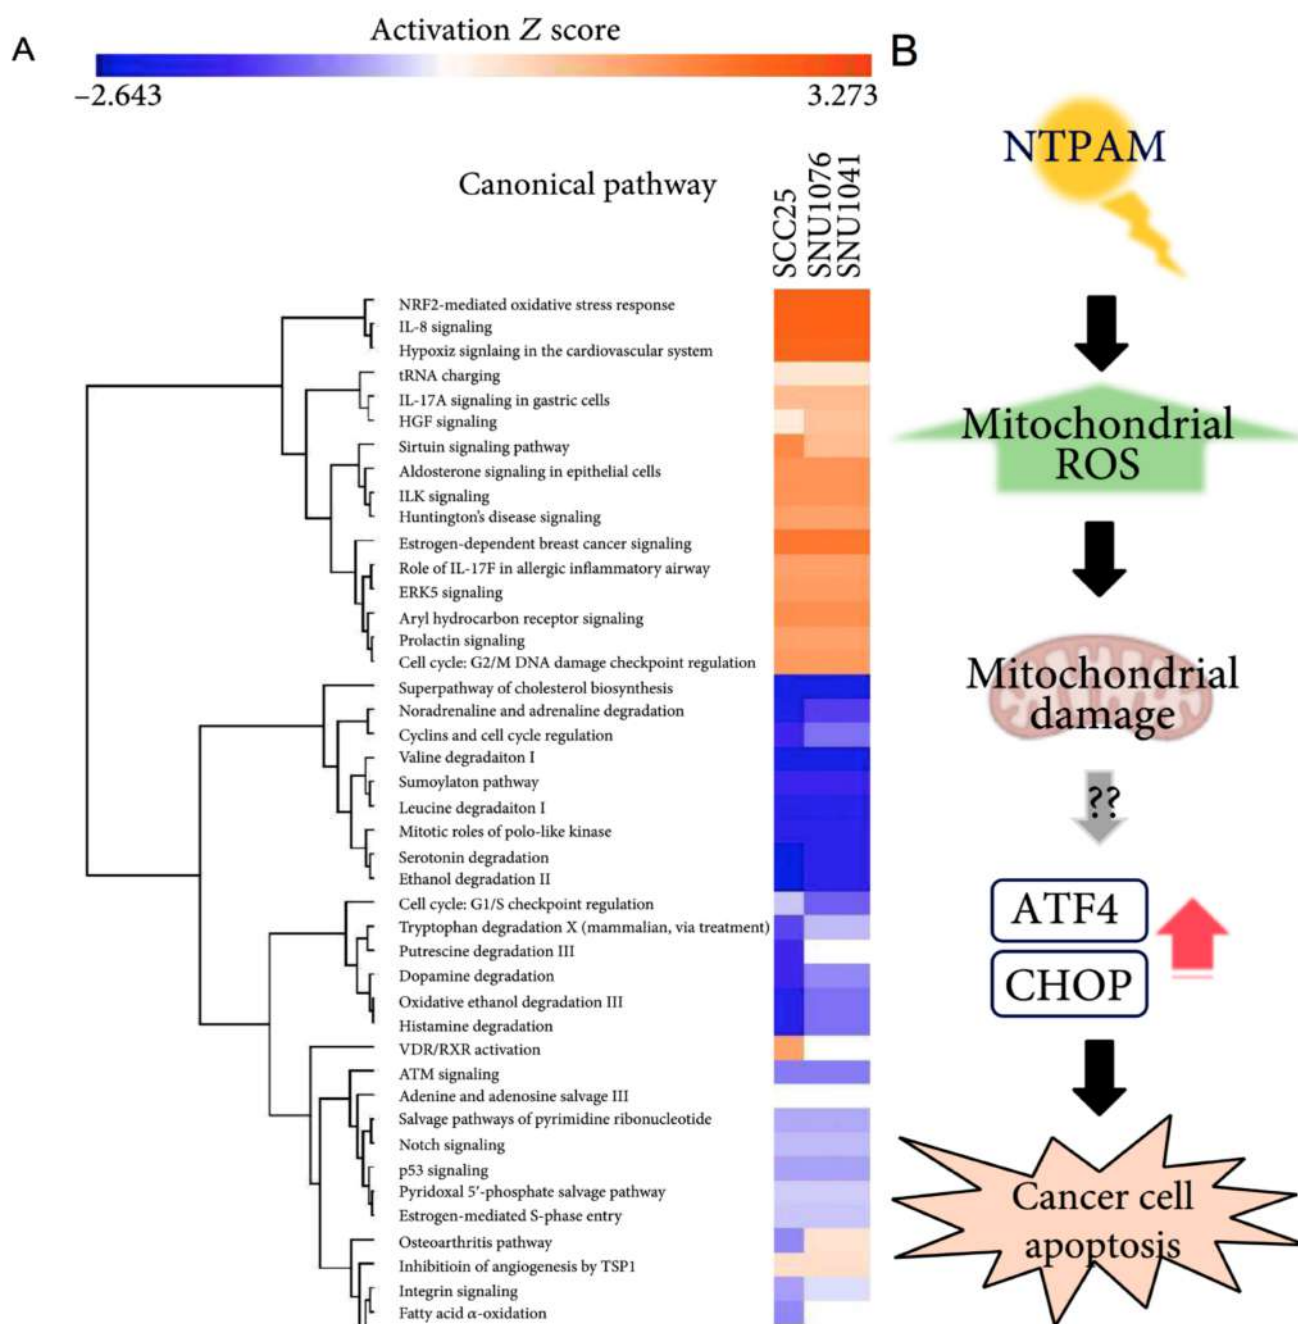 A
Activation Z score
−2.643
3.273
Canonical pathway
SCC25
SNU1076
SNU1041
NRF2-mediated oxidative stress response
IL-8 signaling
Hypoxiz signlaing in the cardiovascular system
tRNA charging
IL-17A signaling in gastric cells
HGF signaling
Sirtuin signaling pathway
Aldosterone signaling in epithelial cells
ILK signaling
Huntington's disease signaling
Estrogen-dependent breast cancer signaling
Role of IL-17F in allergic inflammatory airway
ERK5 signaling
Aryl hydrocarbon receptor signaling
Prolactin signaling
Cell cycle: G2/M DNA damage checkpoint regulation
Superpathway of cholesterol biosynthesis
Noradrenaline and adrenaline degradation
Cyclins and cell cycle regulation
Valine degradaiton I
Sumoylaton pathway
Leucine degradaiton I
Mitotic roles of polo-like kinase
Serotonin degradation
Ethanol degradation II
Cell cycle: G1/S checkpoint regulation
Tryptophan degradation X (mammalian, via treatment)
Putrescine degradation III
Dopamine degradation
Oxidative ethanol degradation III
Histamine degradation
VDR/RXR activation
ATM signaling
Adenine and adenosine salvage III
Salvage pathways of pyrimidine ribonucleotide
Notch signaling
p53 signaling
Pyridoxal 5′-phosphate salvage pathway
Estrogen-mediated S-phase entry
Osteoarthritis pathway
Inhibitioin of angiogenesis by TSP1
Integrin signaling
Fatty acid α-oxidation
B
NTPAM
Mitochondrial
ROS
Mitochondrial
damage
??
ATF4
CHOP
Cancer cell
apoptosis